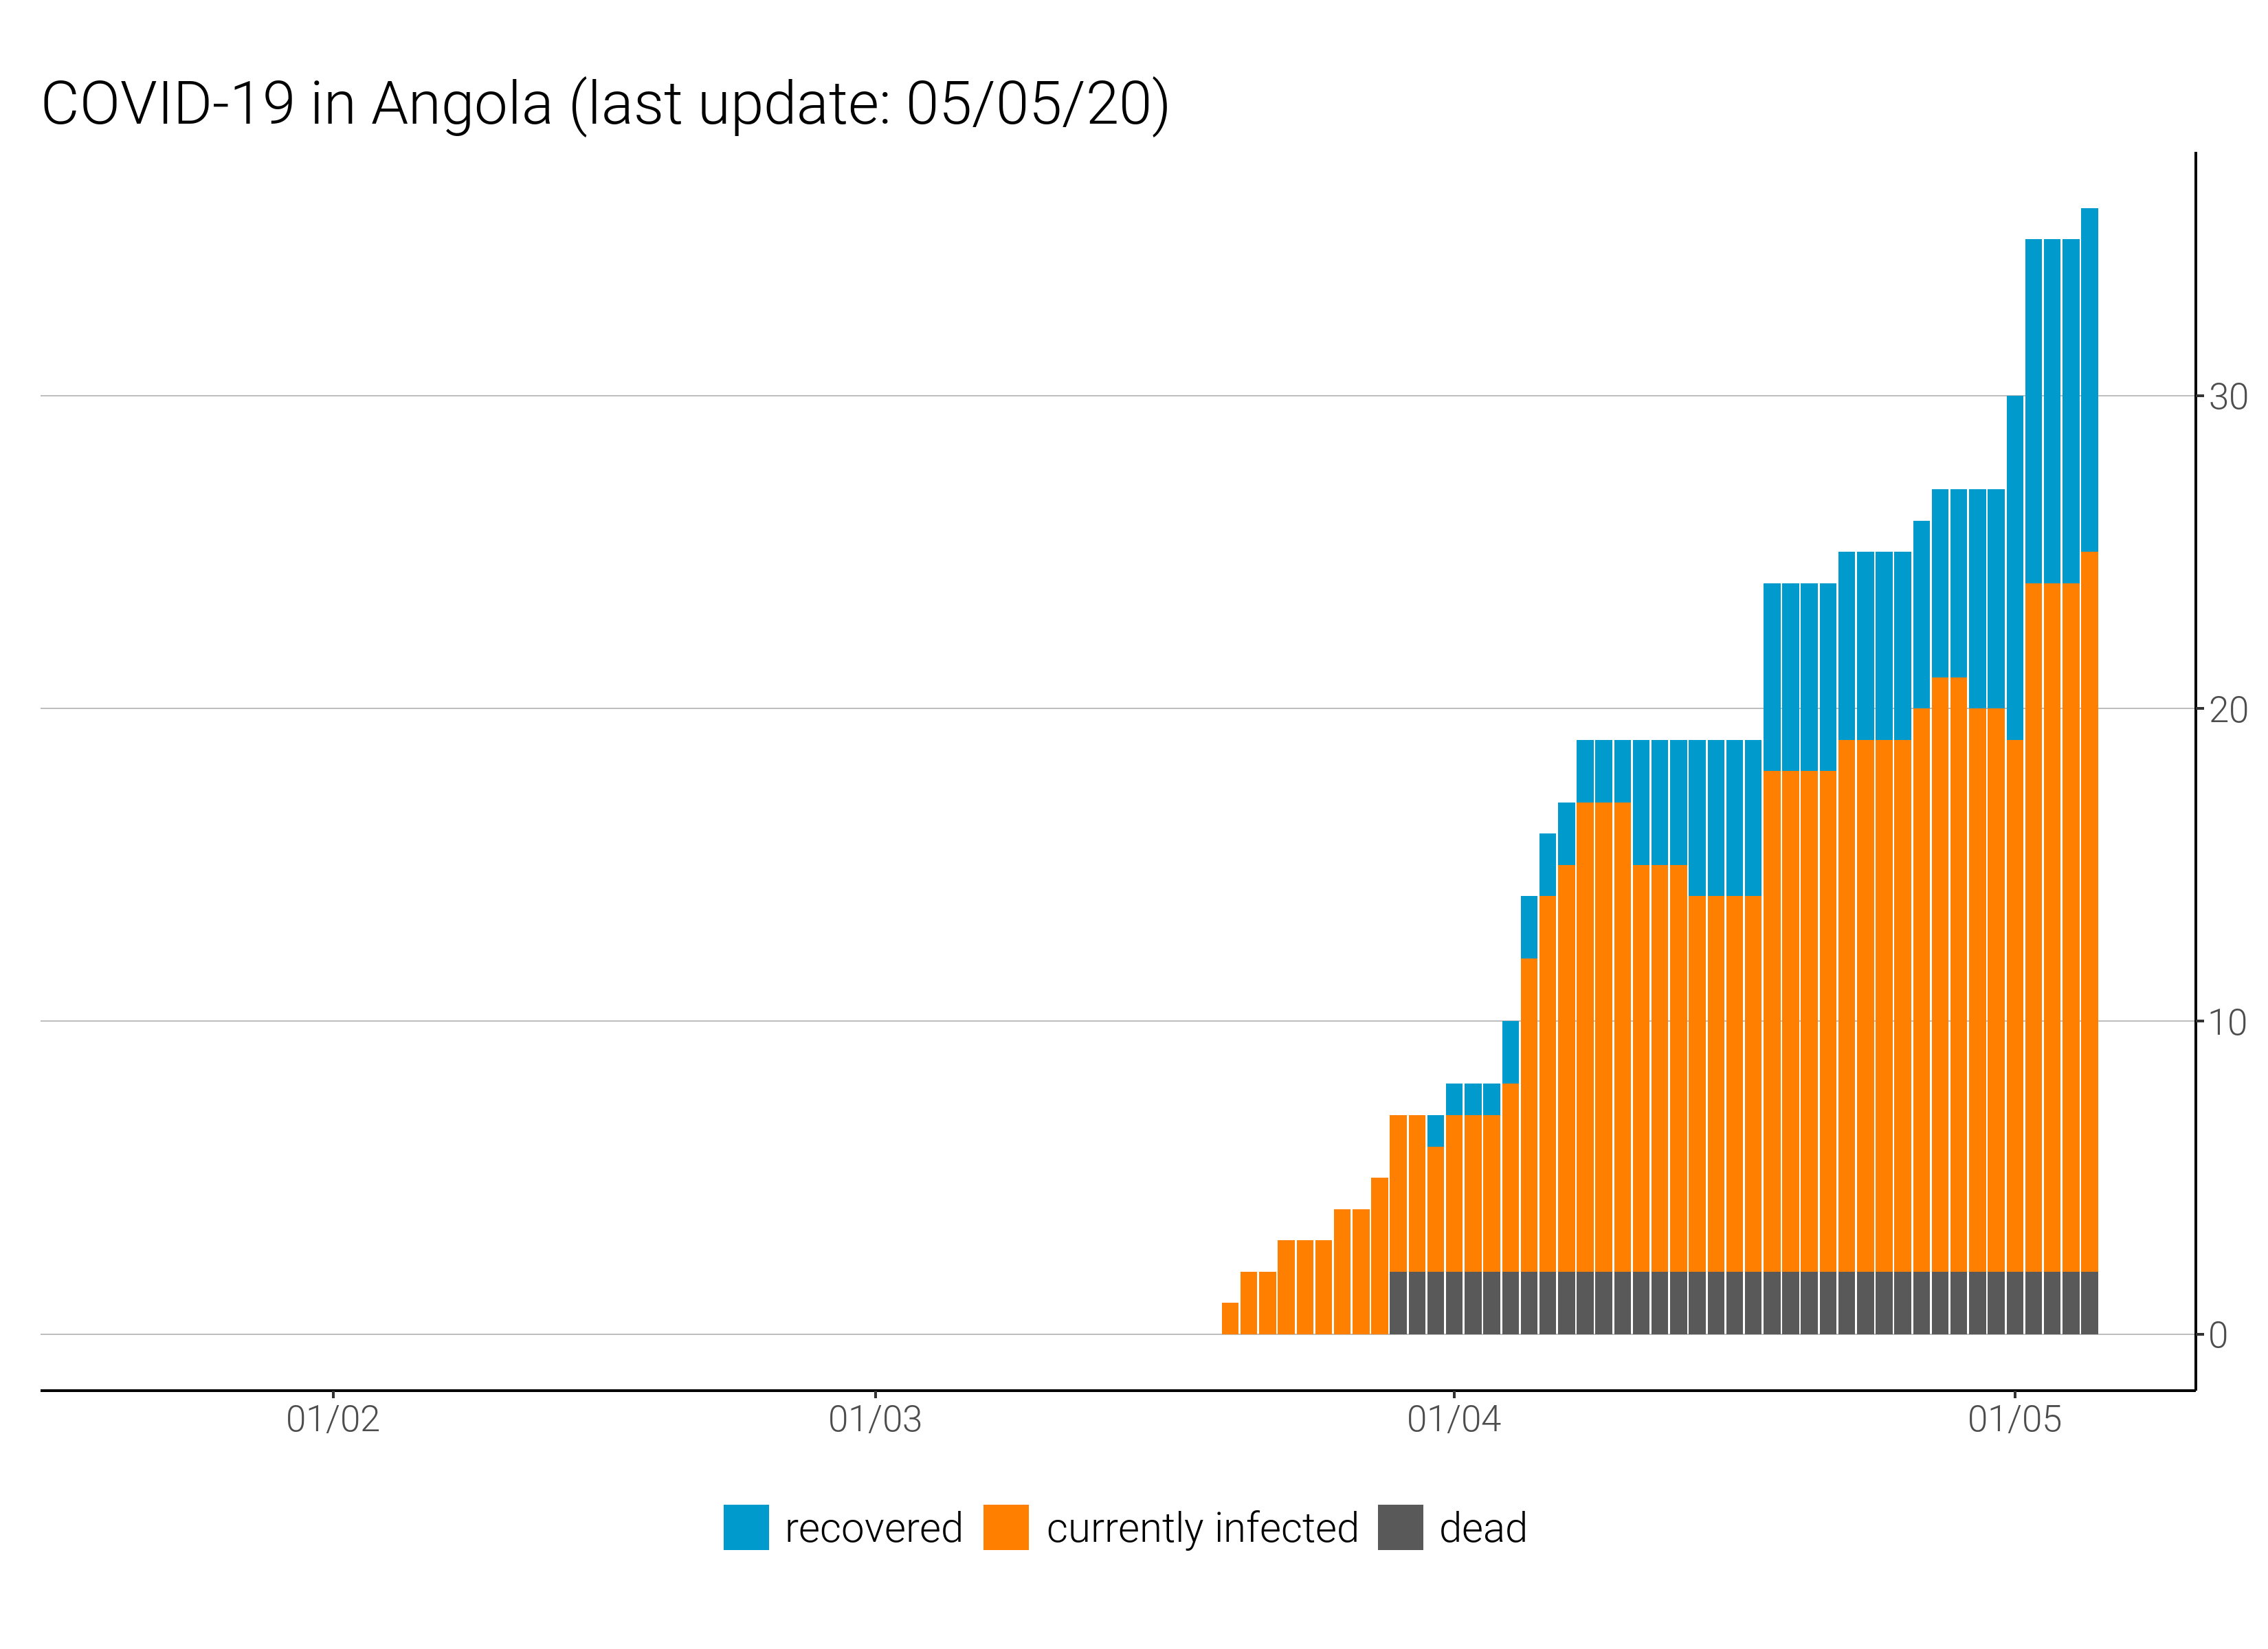 COVID-19 in Angola (last update: 05/05/20)
30
20
10
0
01/02 01/03 01/04 01/05
recovered currently infected dead